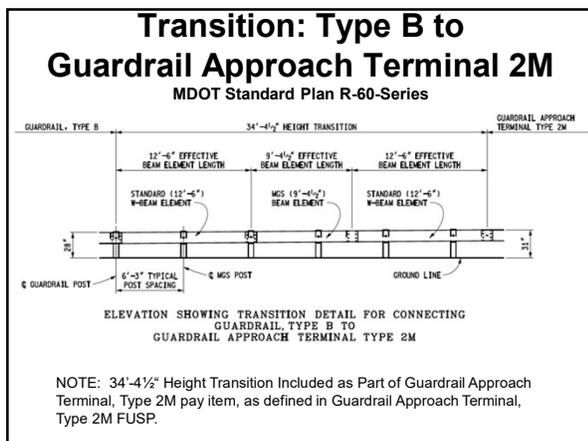 Transition: Type B to
Guardrail Approach Terminal 2M
MDOT Standard Plan R-60-Series
GUARDRAIL, TYPE B
34'-4½" HEIGHT TRANSITION
GUARDRAIL APPROACH
TERMINAL TYPE 2M
12'-6" EFFECTIVE
BEAM ELEMENT LENGTH
9'-4½" EFFECTIVE
BEAM ELEMENT LENGTH
12'-6" EFFECTIVE
BEAM ELEMENT LENGTH
STANDARD (12'-6")
W-BEAM ELEMENT
MGS (9'-4½")
BEAM ELEMENT
STANDARD (12'-6")
W-BEAM ELEMENT
28"
31"
℄ GUARDRAIL POST
6'-3" TYPICAL
POST SPACING
℄ MGS POST
GROUND LINE
ELEVATION SHOWING TRANSITION DETAIL FOR CONNECTING
GUARDRAIL, TYPE B TO
GUARDRAIL APPROACH TERMINAL TYPE 2M
NOTE: 34'-4½" Height Transition Included as Part of Guardrail Approach
Terminal, Type 2M pay item, as defined in Guardrail Approach Terminal,
Type 2M FUSP.